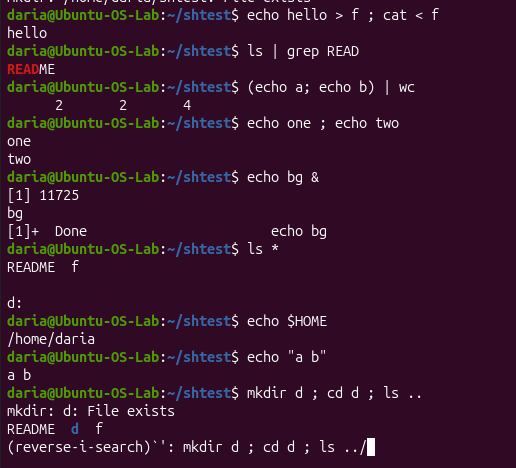 daria@Ubuntu-OS-Lab:~/shtest$ echo hello > f ; cat < f
hello
daria@Ubuntu-OS-Lab:~/shtest$ ls | grep READ
README
daria@Ubuntu-OS-Lab:~/shtest$ (echo a; echo b) | wc
      2       2       4
daria@Ubuntu-OS-Lab:~/shtest$ echo one ; echo two
one
two
daria@Ubuntu-OS-Lab:~/shtest$ echo bg &
[1] 11725
bg
[1]+  Done                       echo bg
daria@Ubuntu-OS-Lab:~/shtest$ ls *
README  f
d:
daria@Ubuntu-OS-Lab:~/shtest$ echo $HOME
/home/daria
daria@Ubuntu-OS-Lab:~/shtest$ echo "a b"
a b
daria@Ubuntu-OS-Lab:~/shtest$ mkdir d ; cd d ; ls ..
mkdir: d: File exists
README  d  f
(reverse-i-search)`': mkdir d ; cd d ; ls ../